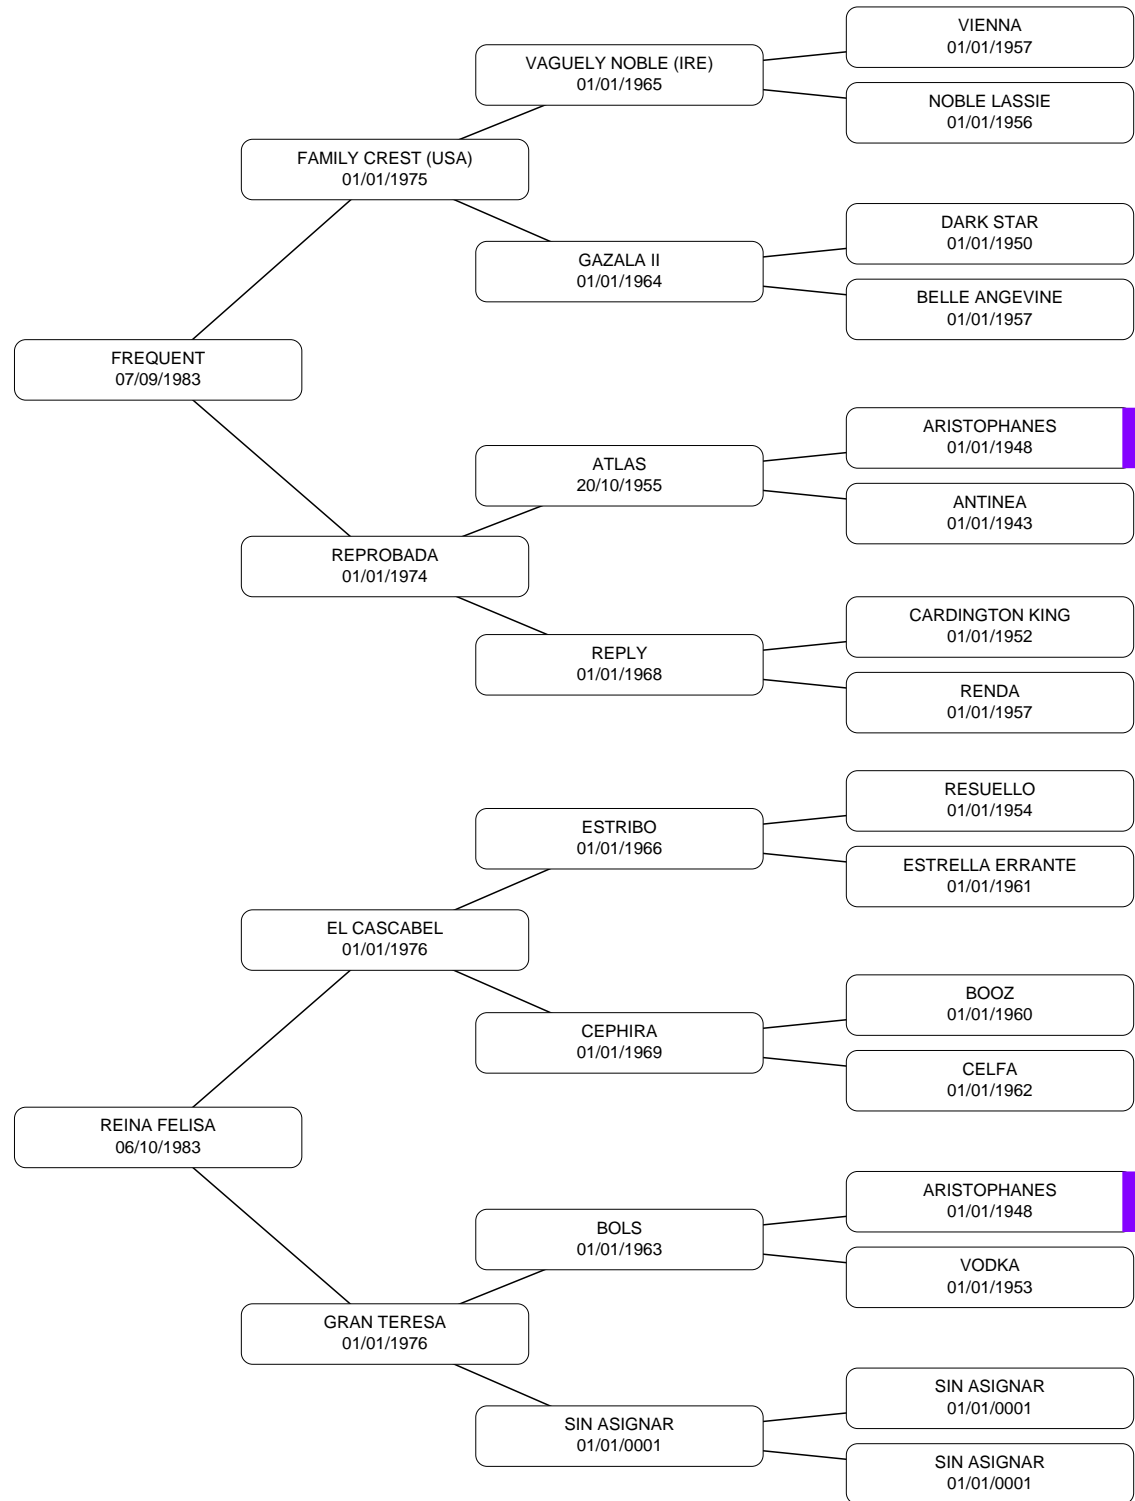 VIENNA
01/01/1957
VAGUELY NOBLE (IRE)
01/01/1965
NOBLE LASSIE
01/01/1956
FAMILY CREST (USA)
01/01/1975
DARK STAR
01/01/1950
GAZALA II
01/01/1964
BELLE ANGEVINE
01/01/1957
FREQUENT
07/09/1983
ARISTOPHANES
01/01/1948
ATLAS
20/10/1955
ANTINEA
01/01/1943
REPROBADA
01/01/1974
CARDINGTON KING
01/01/1952
REPLY
01/01/1968
RENDA
01/01/1957
RESUELLO
01/01/1954
ESTRIBO
01/01/1966
ESTRELLA ERRANTE
01/01/1961
EL CASCABEL
01/01/1976
BOOZ
01/01/1960
CEPHIRA
01/01/1969
CELFA
01/01/1962
REINA FELISA
06/10/1983
ARISTOPHANES
01/01/1948
BOLS
01/01/1963
VODKA
01/01/1953
GRAN TERESA
01/01/1976
SIN ASIGNAR
01/01/0001
SIN ASIGNAR
01/01/0001
SIN ASIGNAR
01/01/0001